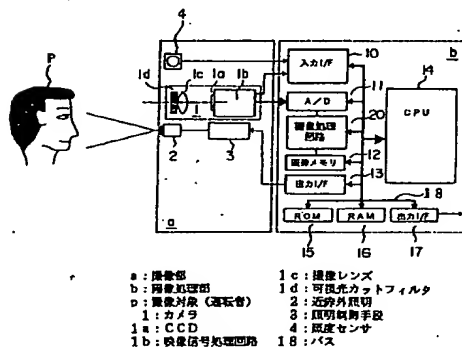 P
4
1d
1c
1a
1b
入力I/F
10
b
14
A/D
11
CPU
20
画像処理
回路
2
3
画像メモリ
12
出力I/F
13
18
a
ROM
RAM
出力I/F
15
16
17
a：撮像部
b：画像処理部
p：撮像対象（運転者）
1：カメラ
1a：CCD
1b：映像信号処理回路
1c：撮像レンズ
1d：可視光カットフィルタ
2：近赤外照明
3：照明制御手段
4：照度センサ
18：バス